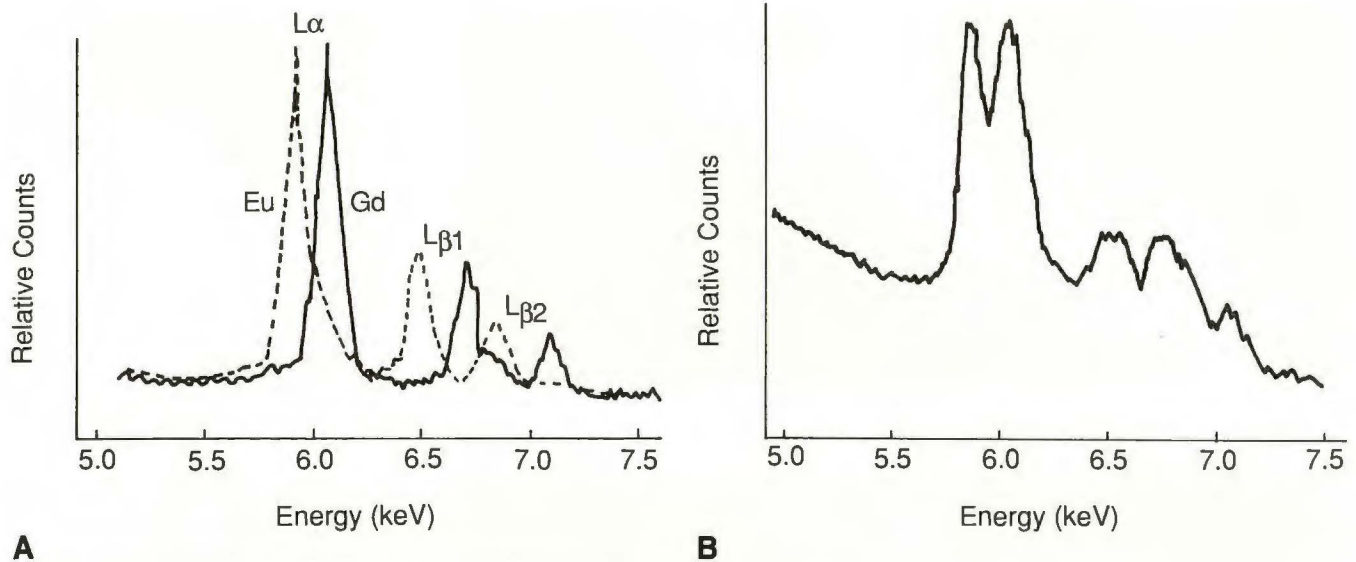 Lα
Eu
Gd
Lβ1
Lβ2
Relative Counts
5.0 5.5 6.0 6.5 7.0 7.5
Energy (keV)
A
Relative Counts
5.0 5.5 6.0 6.5 7.0 7.5
Energy (keV)
B